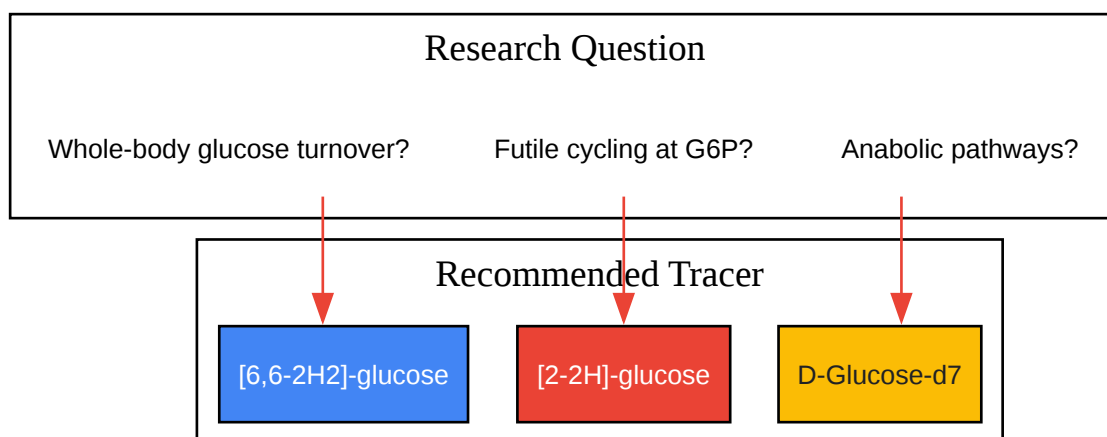 Research Question
Whole-body glucose turnover?
Futile cycling at G6P?
Anabolic pathways?
Recommended Tracer
[6,6-2H2]-glucose
[2-2H]-glucose
D-Glucose-d7